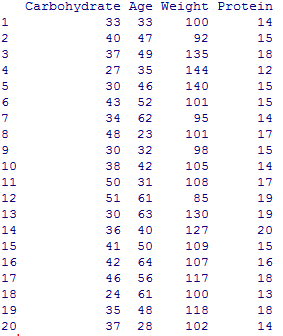 Carbohydrate Age Weight Protein
1 33 33 100 14
2 40 47 92 15
3 37 49 135 18
4 27 35 144 12
5 30 46 140 15
6 43 52 101 15
7 34 62 95 14
8 48 23 101 17
9 30 32 98 15
10 38 42 105 14
11 50 31 108 17
12 51 61 85 19
13 30 63 130 19
14 36 40 127 20
15 41 50 109 15
16 42 64 107 16
17 46 56 117 18
18 24 61 100 13
19 35 48 118 18
20 37 28 102 14